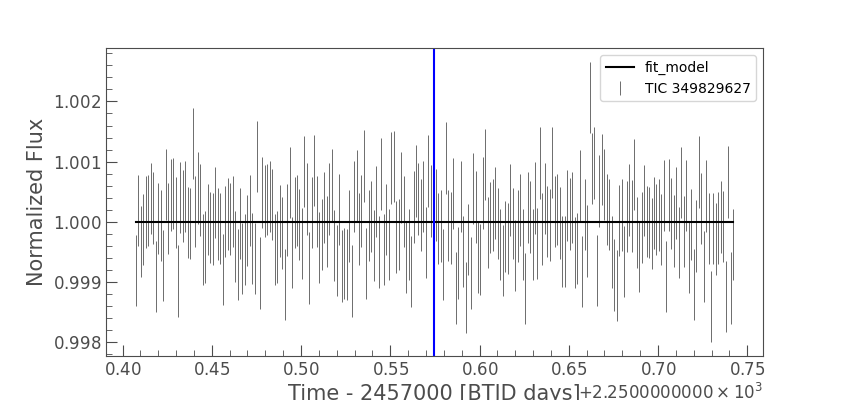 fit_model
TIC 349829627
1.002
1.001
1.000
0.999
0.998
Normalized Flux
0.40 0.45 0.50 0.55 0.60 0.65 0.70 0.75
Time - 2457000 [BTJD days]
+2.2500000000 × 10³